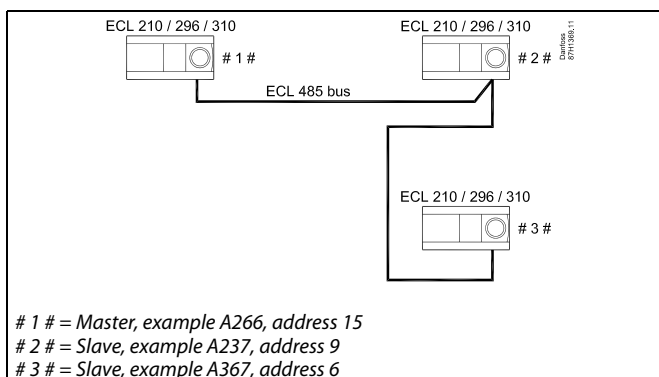 ECL 210 / 296 / 310
ECL 210 / 296 / 310
# 1 #
# 2 #
Danfoss
87H1369.11
ECL 485 bus
ECL 210 / 296 / 310
# 3 #
# 1 # = Master, example A266, address 15
# 2 # = Slave, example A237, address 9
# 3 # = Slave, example A367, address 6